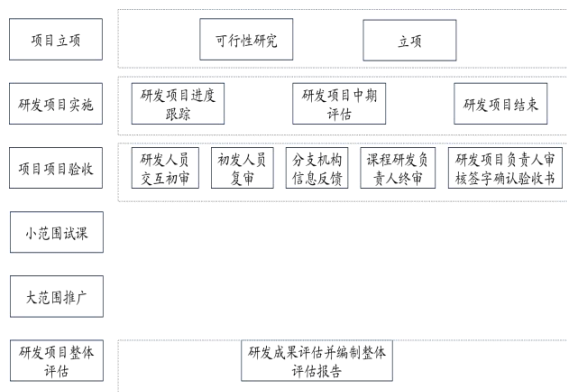 项目立项
可行性研究
立项
研发项目实施
研发项目进度
跟踪
研发项目中期
评估
研发项目结束
项目项目验收
研发人员
交互初审
初发人员
复审
分支机构
信息反馈
课程研发负
责人终审
研发项目负责人审
核签字确认验收书
小范围试课
大范围推广
研发项目整体
评估
研发成果评估并编制整体
评估报告